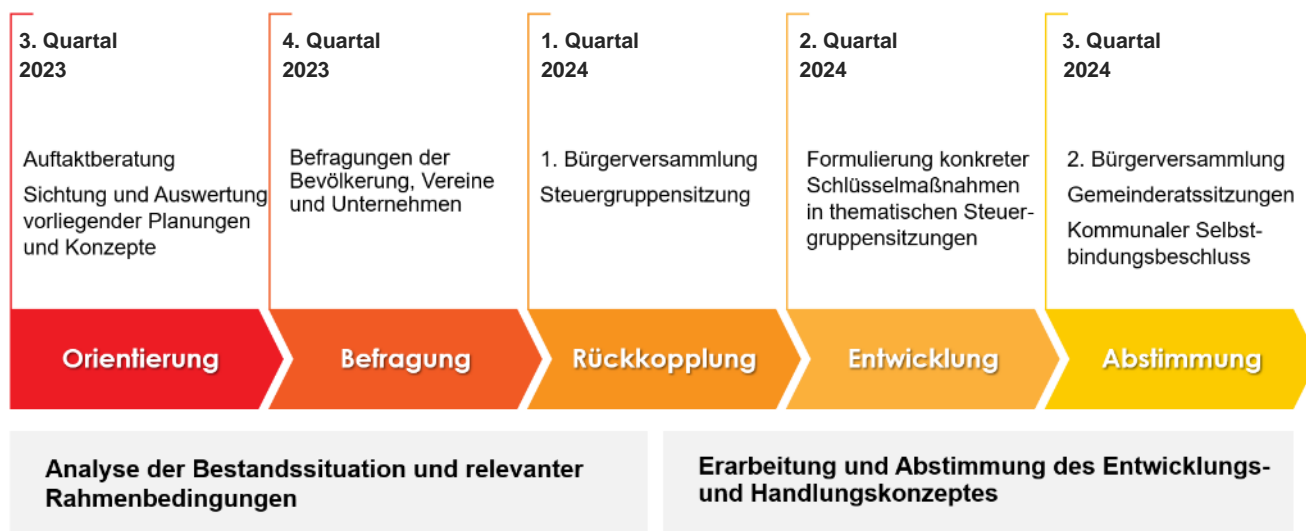 3. Quartal
2023
4. Quartal
2023
1. Quartal
2024
2. Quartal
2024
3. Quartal
2024
Auftaktberatung
Sichtung und Auswertung
vorliegender Planungen
und Konzepte
Befragungen der
Bevölkerung, Vereine
und Unternehmen
1. Bürgerversammlung
Steuergruppensitzung
Formulierung konkreter
Schlüsselmaßnahmen
in thematischen Steuer-
gruppensitzungen
2. Bürgerversammlung
Gemeinderatssitzungen
Kommunaler Selbst-
bindungsbeschluss
Orientierung
Befragung
Rückkopplung
Entwicklung
Abstimmung
Analyse der Bestandssituation und relevanter
Rahmenbedingungen
Erarbeitung und Abstimmung des Entwicklungs-
und Handlungskonzeptes